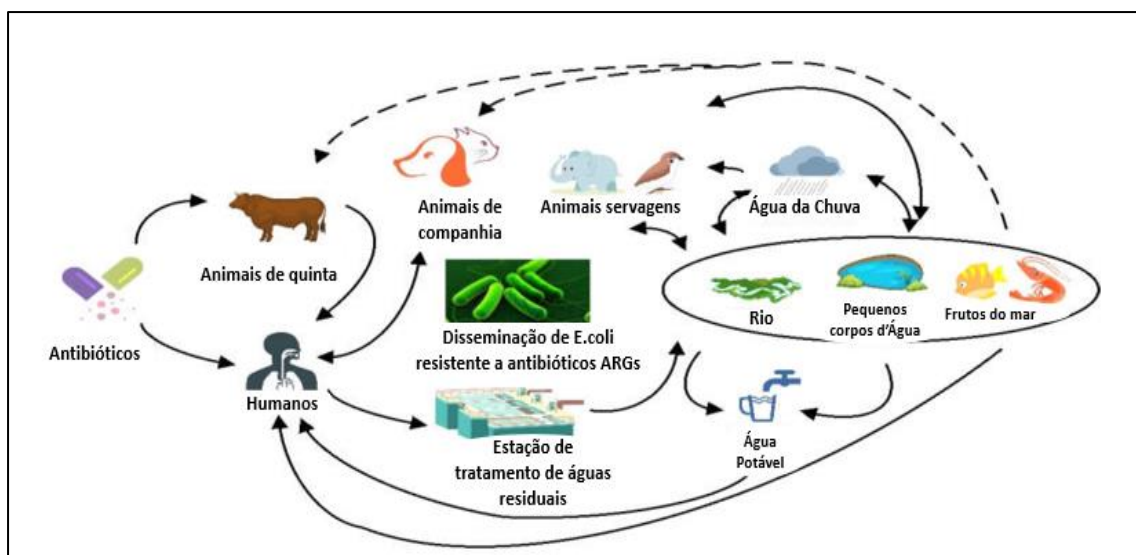 Animais de
companhia
Animais servagens
Água da Chuva
Animais de quinta
Antibióticos
Disseminação de E.coli
resistente a antibióticos ARGs
Rio
Pequenos
corpos d'Água
Frutos do mar
Humanos
Estação de
tratamento de águas
residuais
Água
Potável